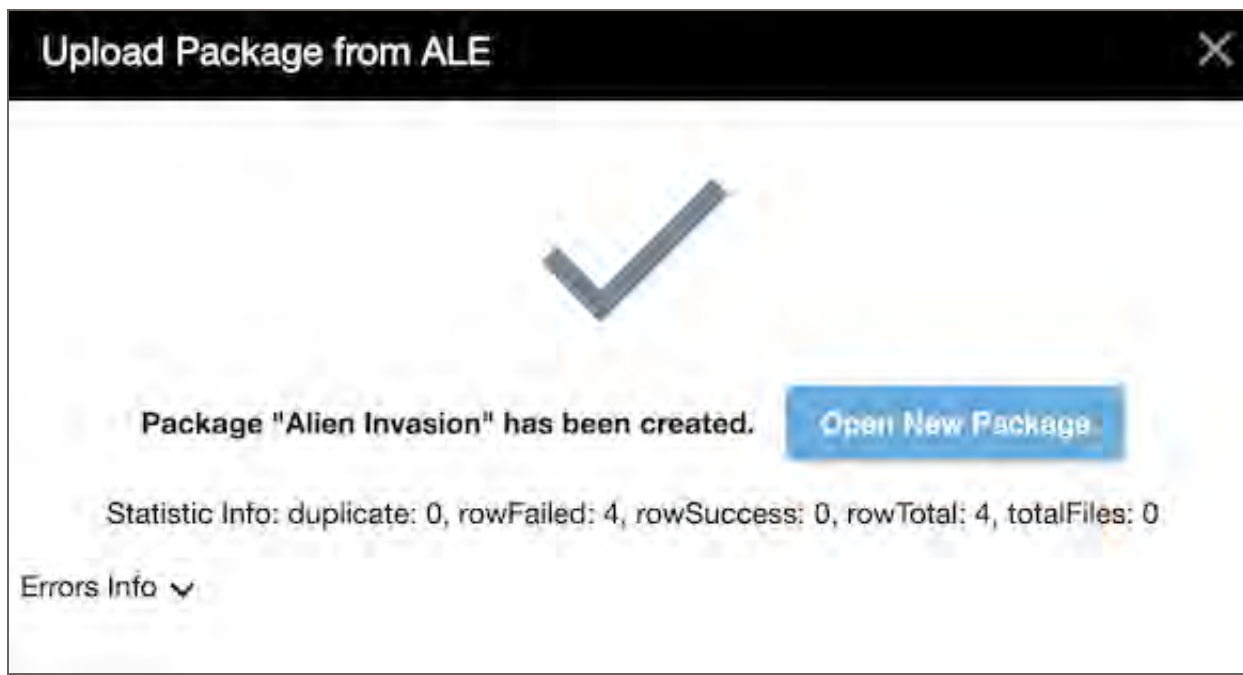 Upload Package from ALE
Package "Alien Invasion" has been created.
Open New Package
Statistic Info: duplicate: 0, rowFailed: 4, rowSuccess: 0, rowTotal: 4, totalFiles: 0
Errors Info